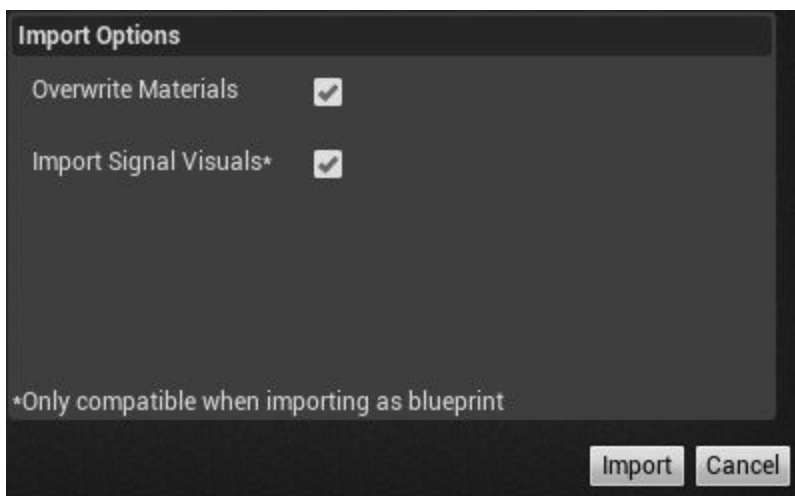 Import Options
Overwrite Materials
Import Signal Visuals*
*Only compatible when importing as blueprint
Import Cancel